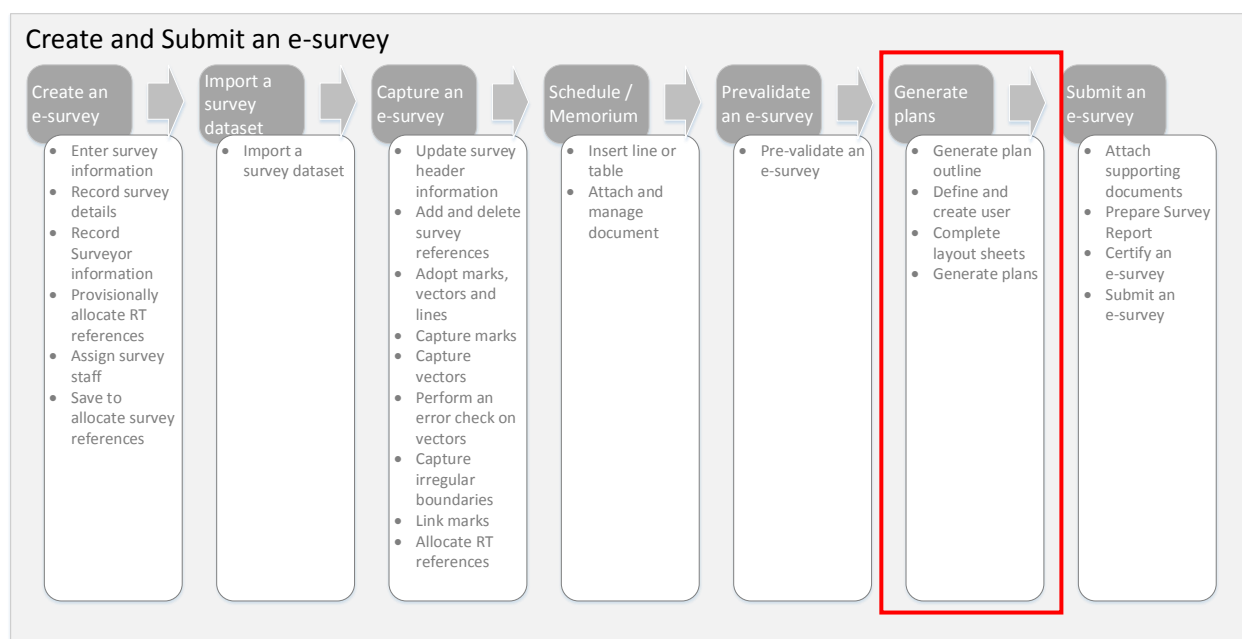 Create and Submit an e-survey
Create an
e-survey
• Enter survey
information
• Record survey
details
• Record
Surveyor
information
• Provisionally
allocate RT
references
• Assign survey
staff
• Save to
allocate survey
references
Import a
survey
dataset
• Import a
survey dataset
Capture an
e-survey
• Update survey
header
information
• Add and delete
survey
references
• Adopt marks,
vectors and
lines
• Capture marks
• Capture
vectors
• Perform an
error check on
vectors
• Capture
irregular
boundaries
• Link marks
• Allocate RT
references
Schedule /
Memorium
• Insert line or
table
• Attach and
manage
document
Prevalidate
an e-survey
• Pre-validate an
e-survey
Generate
plans
• Generate plan
outline
• Define and
create user
• Complete
layout sheets
• Generate plans
Submit an
e-survey
• Attach
supporting
documents
• Prepare Survey
Report
• Certify an
e-survey
• Submit an
e-survey